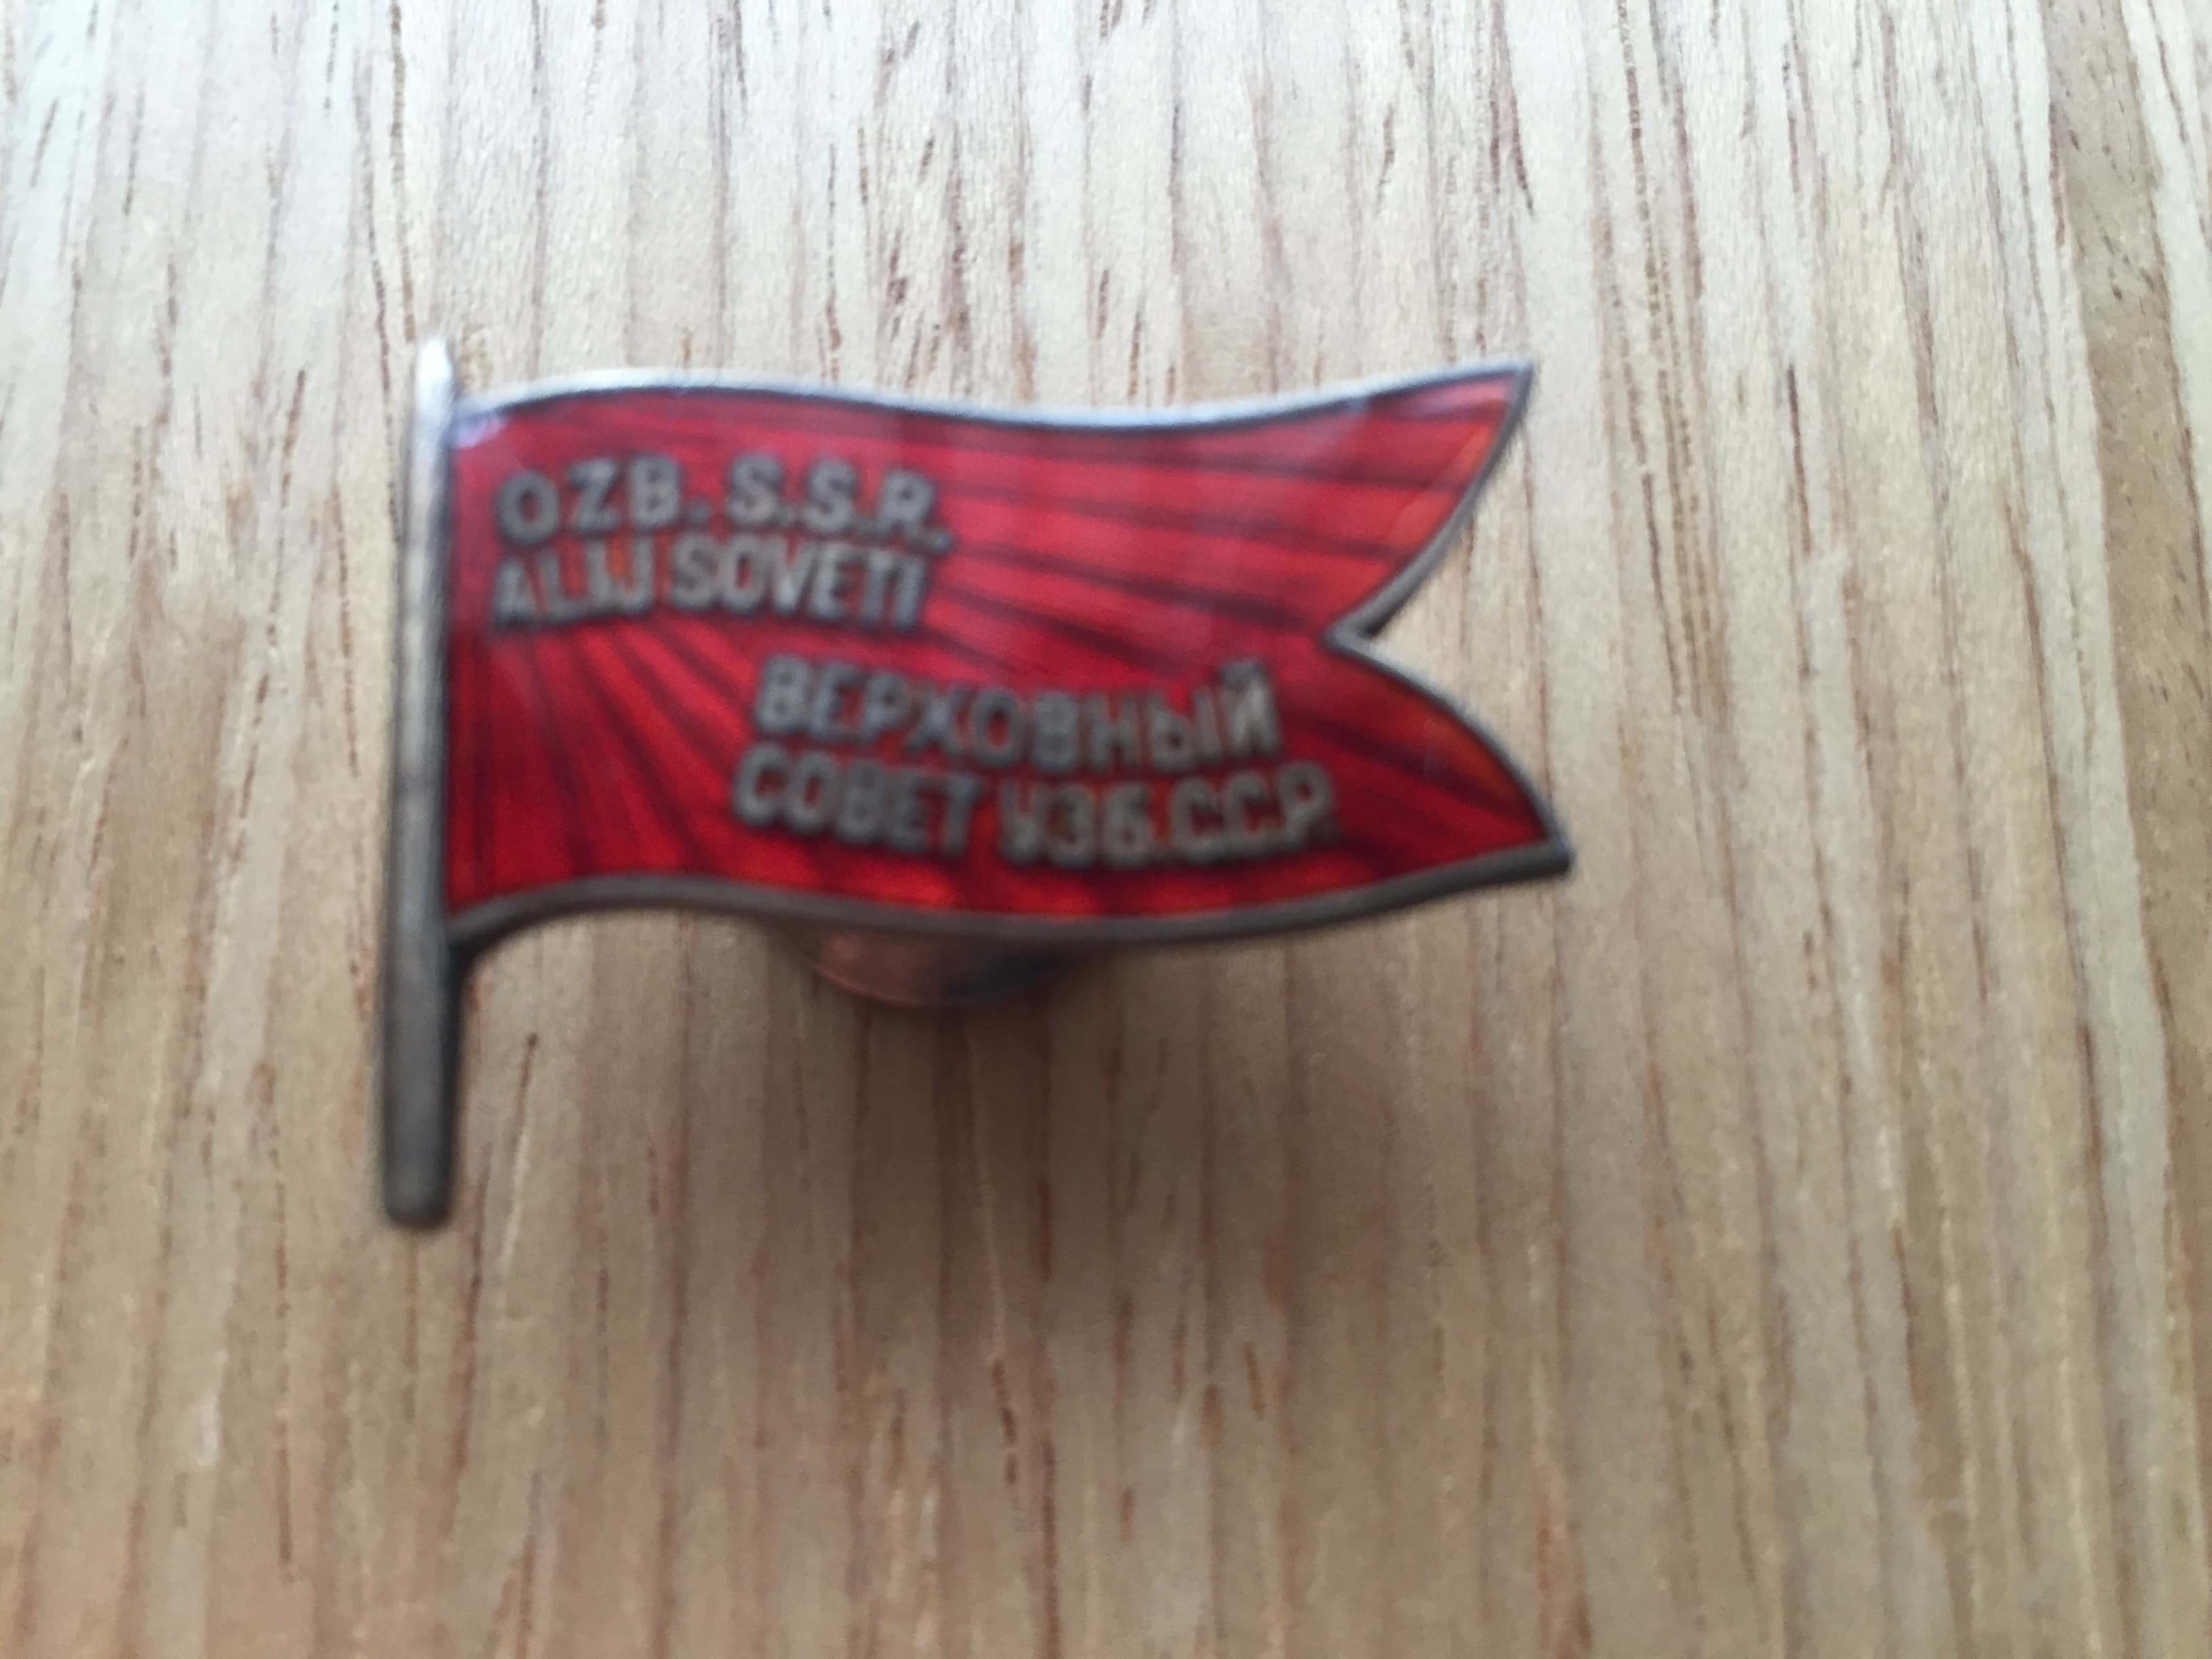 OZB. S.S.R.
ALIJ SOVETI
ВЕРХОВНЫЙ
СОВЕТ УЗБ.С.С.Р.